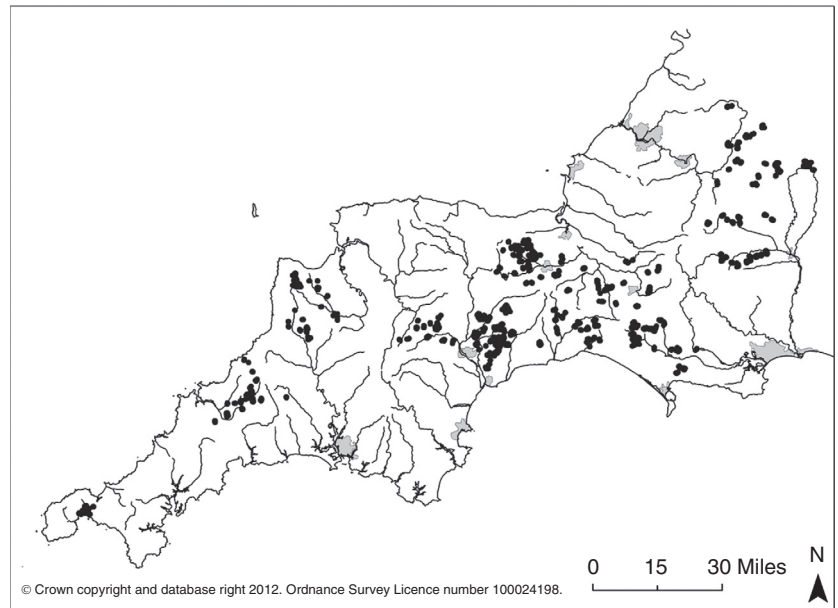 N
0 15 30 Miles
© Crown copyright and database right 2012. Ordnance Survey Licence number 100024198.